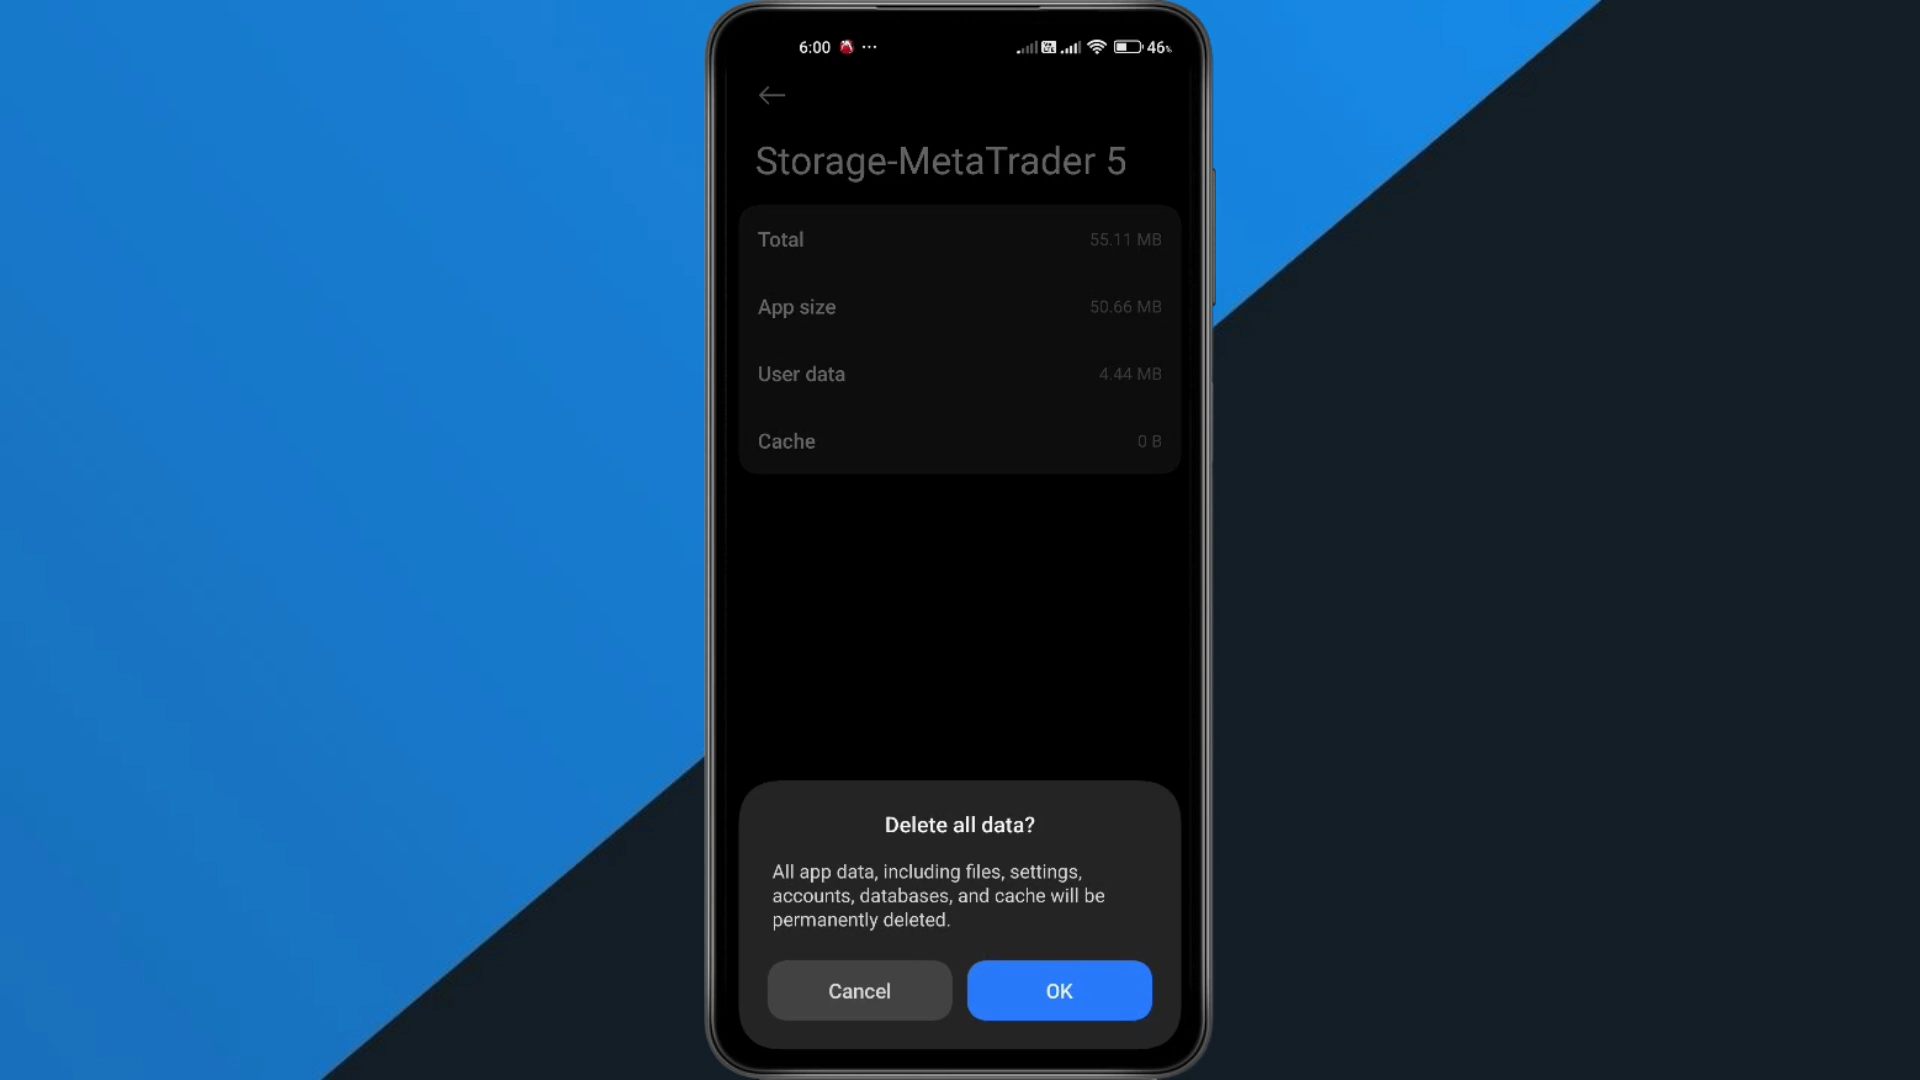 6:00 46%
Storage-MetaTrader 5
Total 55.11 MB
App size 50.66 MB
User data 4.44 MB
Cache 0 B
Delete all data?
All app data, including files, settings,
accounts, databases, and cache will be
permanently deleted.
Cancel OK